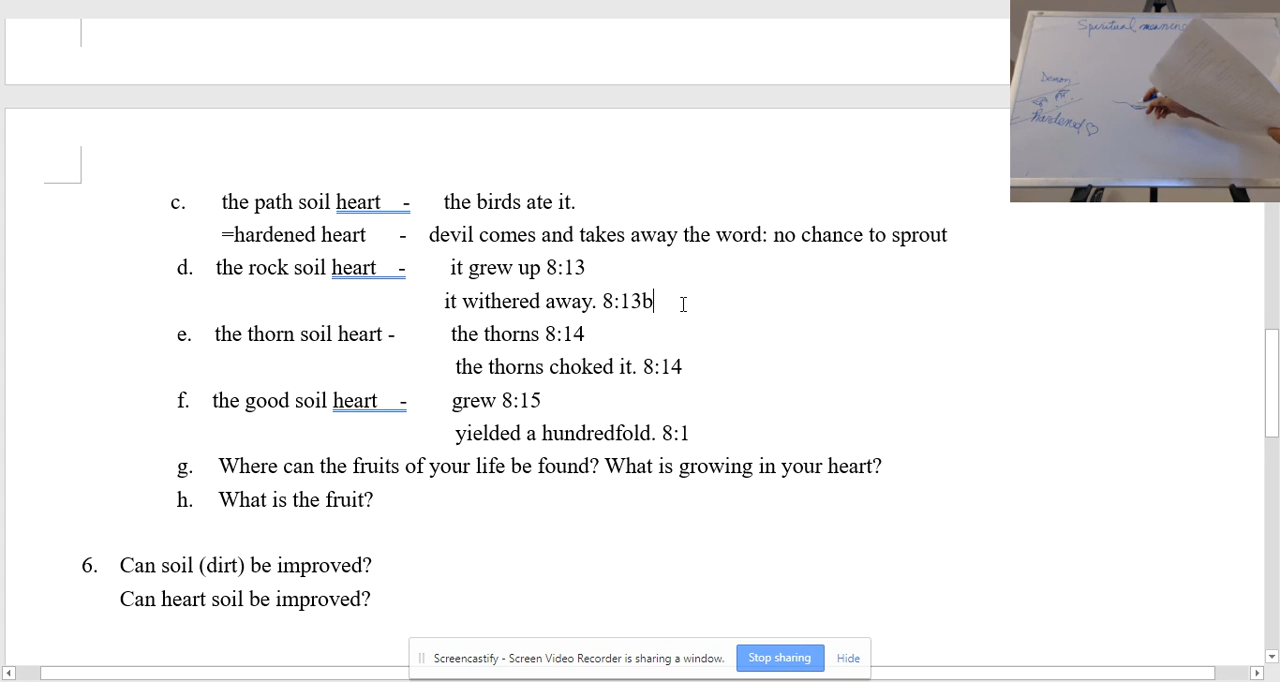 Spiritual meaning
Demon
hardened
c. the path soil heart - the birds ate it.
=hardened heart - devil comes and takes away the word: no chance to sprout
d. the rock soil heart - it grew up 8:13
it withered away. 8:13b
e. the thorn soil heart - the thorns 8:14
the thorns choked it. 8:14
f. the good soil heart - grew 8:15
yielded a hundredfold. 8:1
g. Where can the fruits of your life be found? What is growing in your heart?
h. What is the fruit?
6. Can soil (dirt) be improved?
Can heart soil be improved?
Screencastify - Screen Video Recorder is sharing a window. Stop sharing Hide